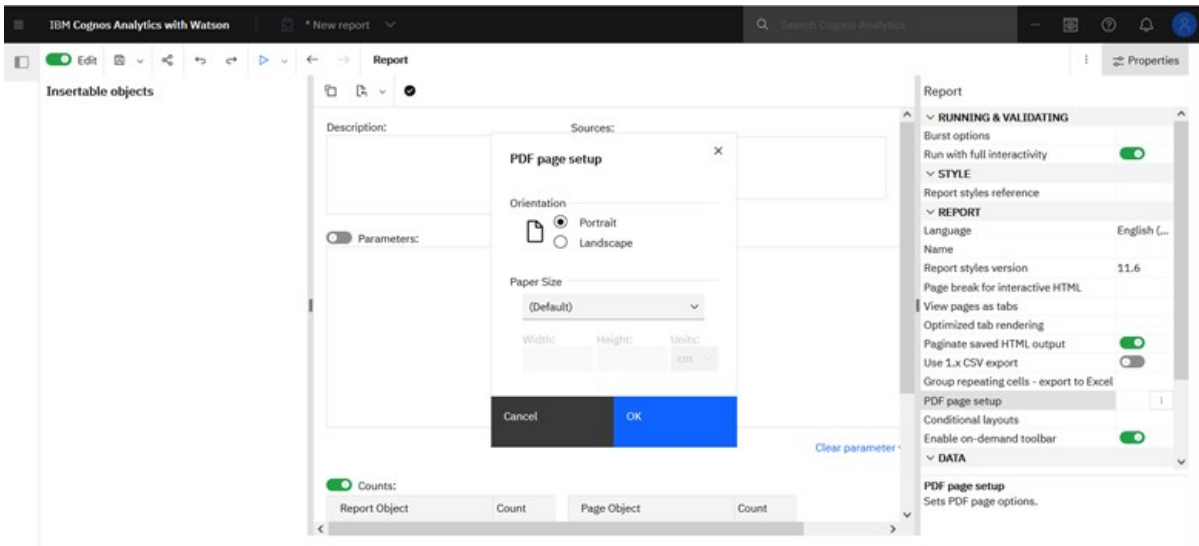 IBM Cognos Analytics with Watson
* New report
Search Cognos Analytics
Edit
Report
Properties
Insertable objects
Description:
Sources:
Parameters:
Clear parameter
Counts:
Report Object
Count
Page Object
Count
PDF page setup
Orientation
Portrait
Landscape
Paper Size
(Default)
Width:
Height:
Units:
cm
Cancel
OK
Report
RUNNING & VALIDATING
Burst options
Run with full interactivity
STYLE
Report styles reference
REPORT
Language
English (...
Name
Report styles version
11.6
Page break for interactive HTML
View pages as tabs
Optimized tab rendering
Paginate saved HTML output
Use 1.x CSV export
Group repeating cells - export to Excel
PDF page setup
Conditional layouts
Enable on-demand toolbar
DATA
PDF page setup
Sets PDF page options.